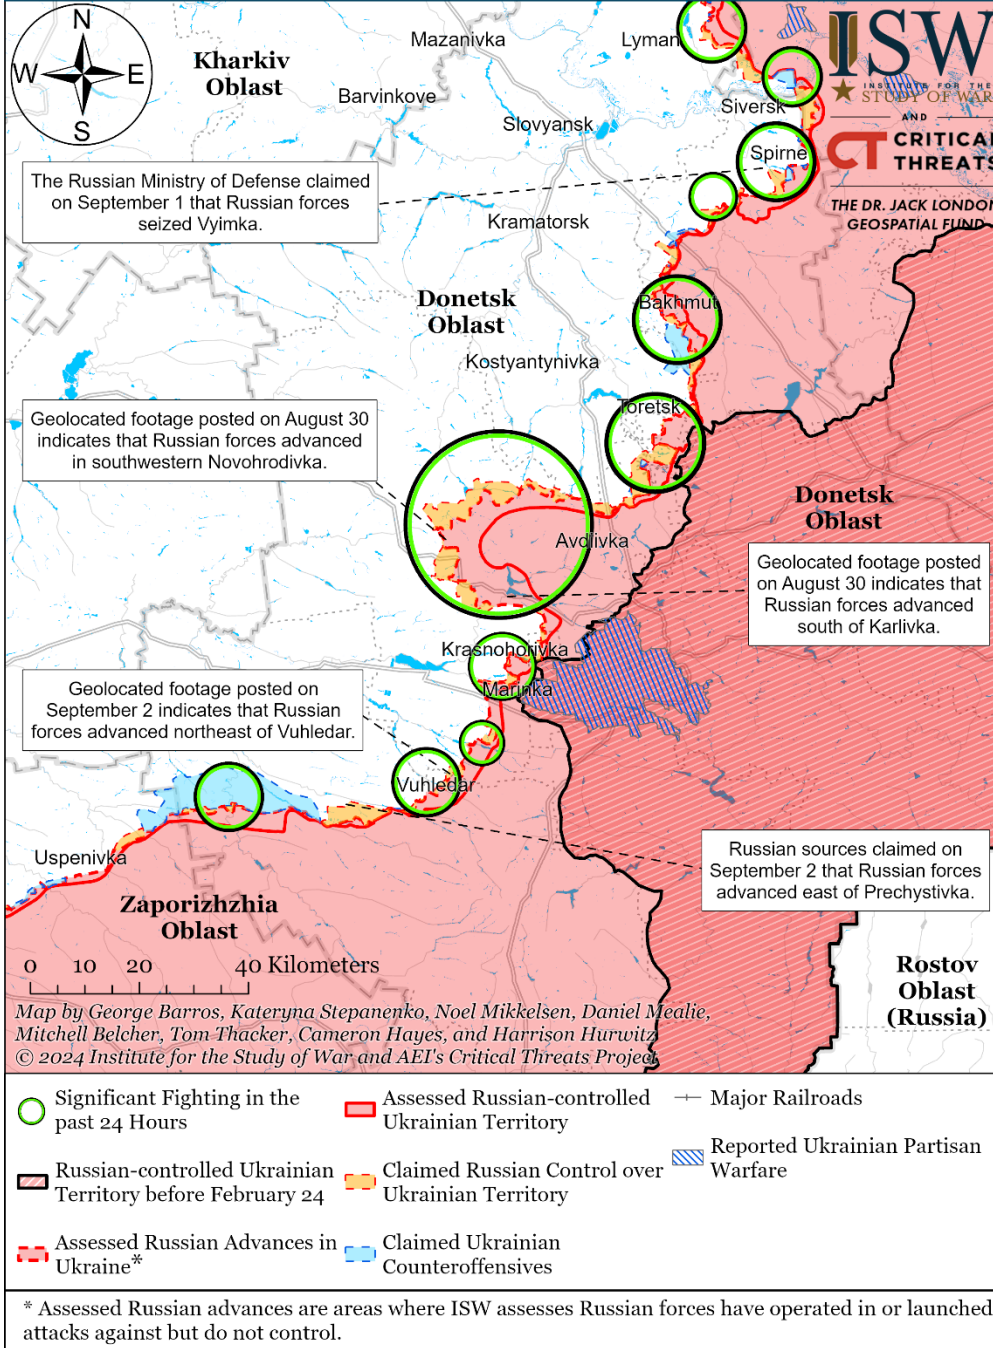 N
W E
S
Kharkiv
Oblast
Mazanivka
Lyman
Barvinkove
Siversk
Slovyansk
ISW
INSTITUTE FOR THE
STUDY OF WAR
AND
CT CRITICAL
THREATS
THE DR. JACK LONDON
GEOSPATIAL FUND
Spirne
The Russian Ministry of Defense claimed
on September 1 that Russian forces
seized Vyimka.
Kramatorsk
Donetsk
Oblast
Bakhmut
Kostyantynivka
Toretsk
Geolocated footage posted on August 30
indicates that Russian forces advanced
in southwestern Novohrodivka.
Donetsk
Oblast
Avdiivka
Geolocated footage posted
on August 30 indicates that
Russian forces advanced
south of Karlivka.
Krasnohorivka
Marinka
Geolocated footage posted on
September 2 indicates that Russian
forces advanced northeast of Vuhledar.
Vuhledar
Uspenivka
Russian sources claimed on
September 2 that Russian forces
advanced east of Prechystivka.
Zaporizhzhia
Oblast
Rostov
Oblast
(Russia)
0 10 20 40 Kilometers
Map by George Barros, Kateryna Stepanenko, Noel Mikkelsen, Daniel Mealie,
Mitchell Belcher, Tom Thacker, Cameron Hayes, and Harrison Hurwitz
© 2024 Institute for the Study of War and AEI's Critical Threats Project
Significant Fighting in the
past 24 Hours
Russian-controlled Ukrainian
Territory before February 24
Assessed Russian Advances in
Ukraine*
Assessed Russian-controlled
Ukrainian Territory
Claimed Russian Control over
Ukrainian Territory
Claimed Ukrainian
Counteroffensives
Major Railroads
Reported Ukrainian Partisan
Warfare
* Assessed Russian advances are areas where ISW assesses Russian forces have operated in or launched
attacks against but do not control.